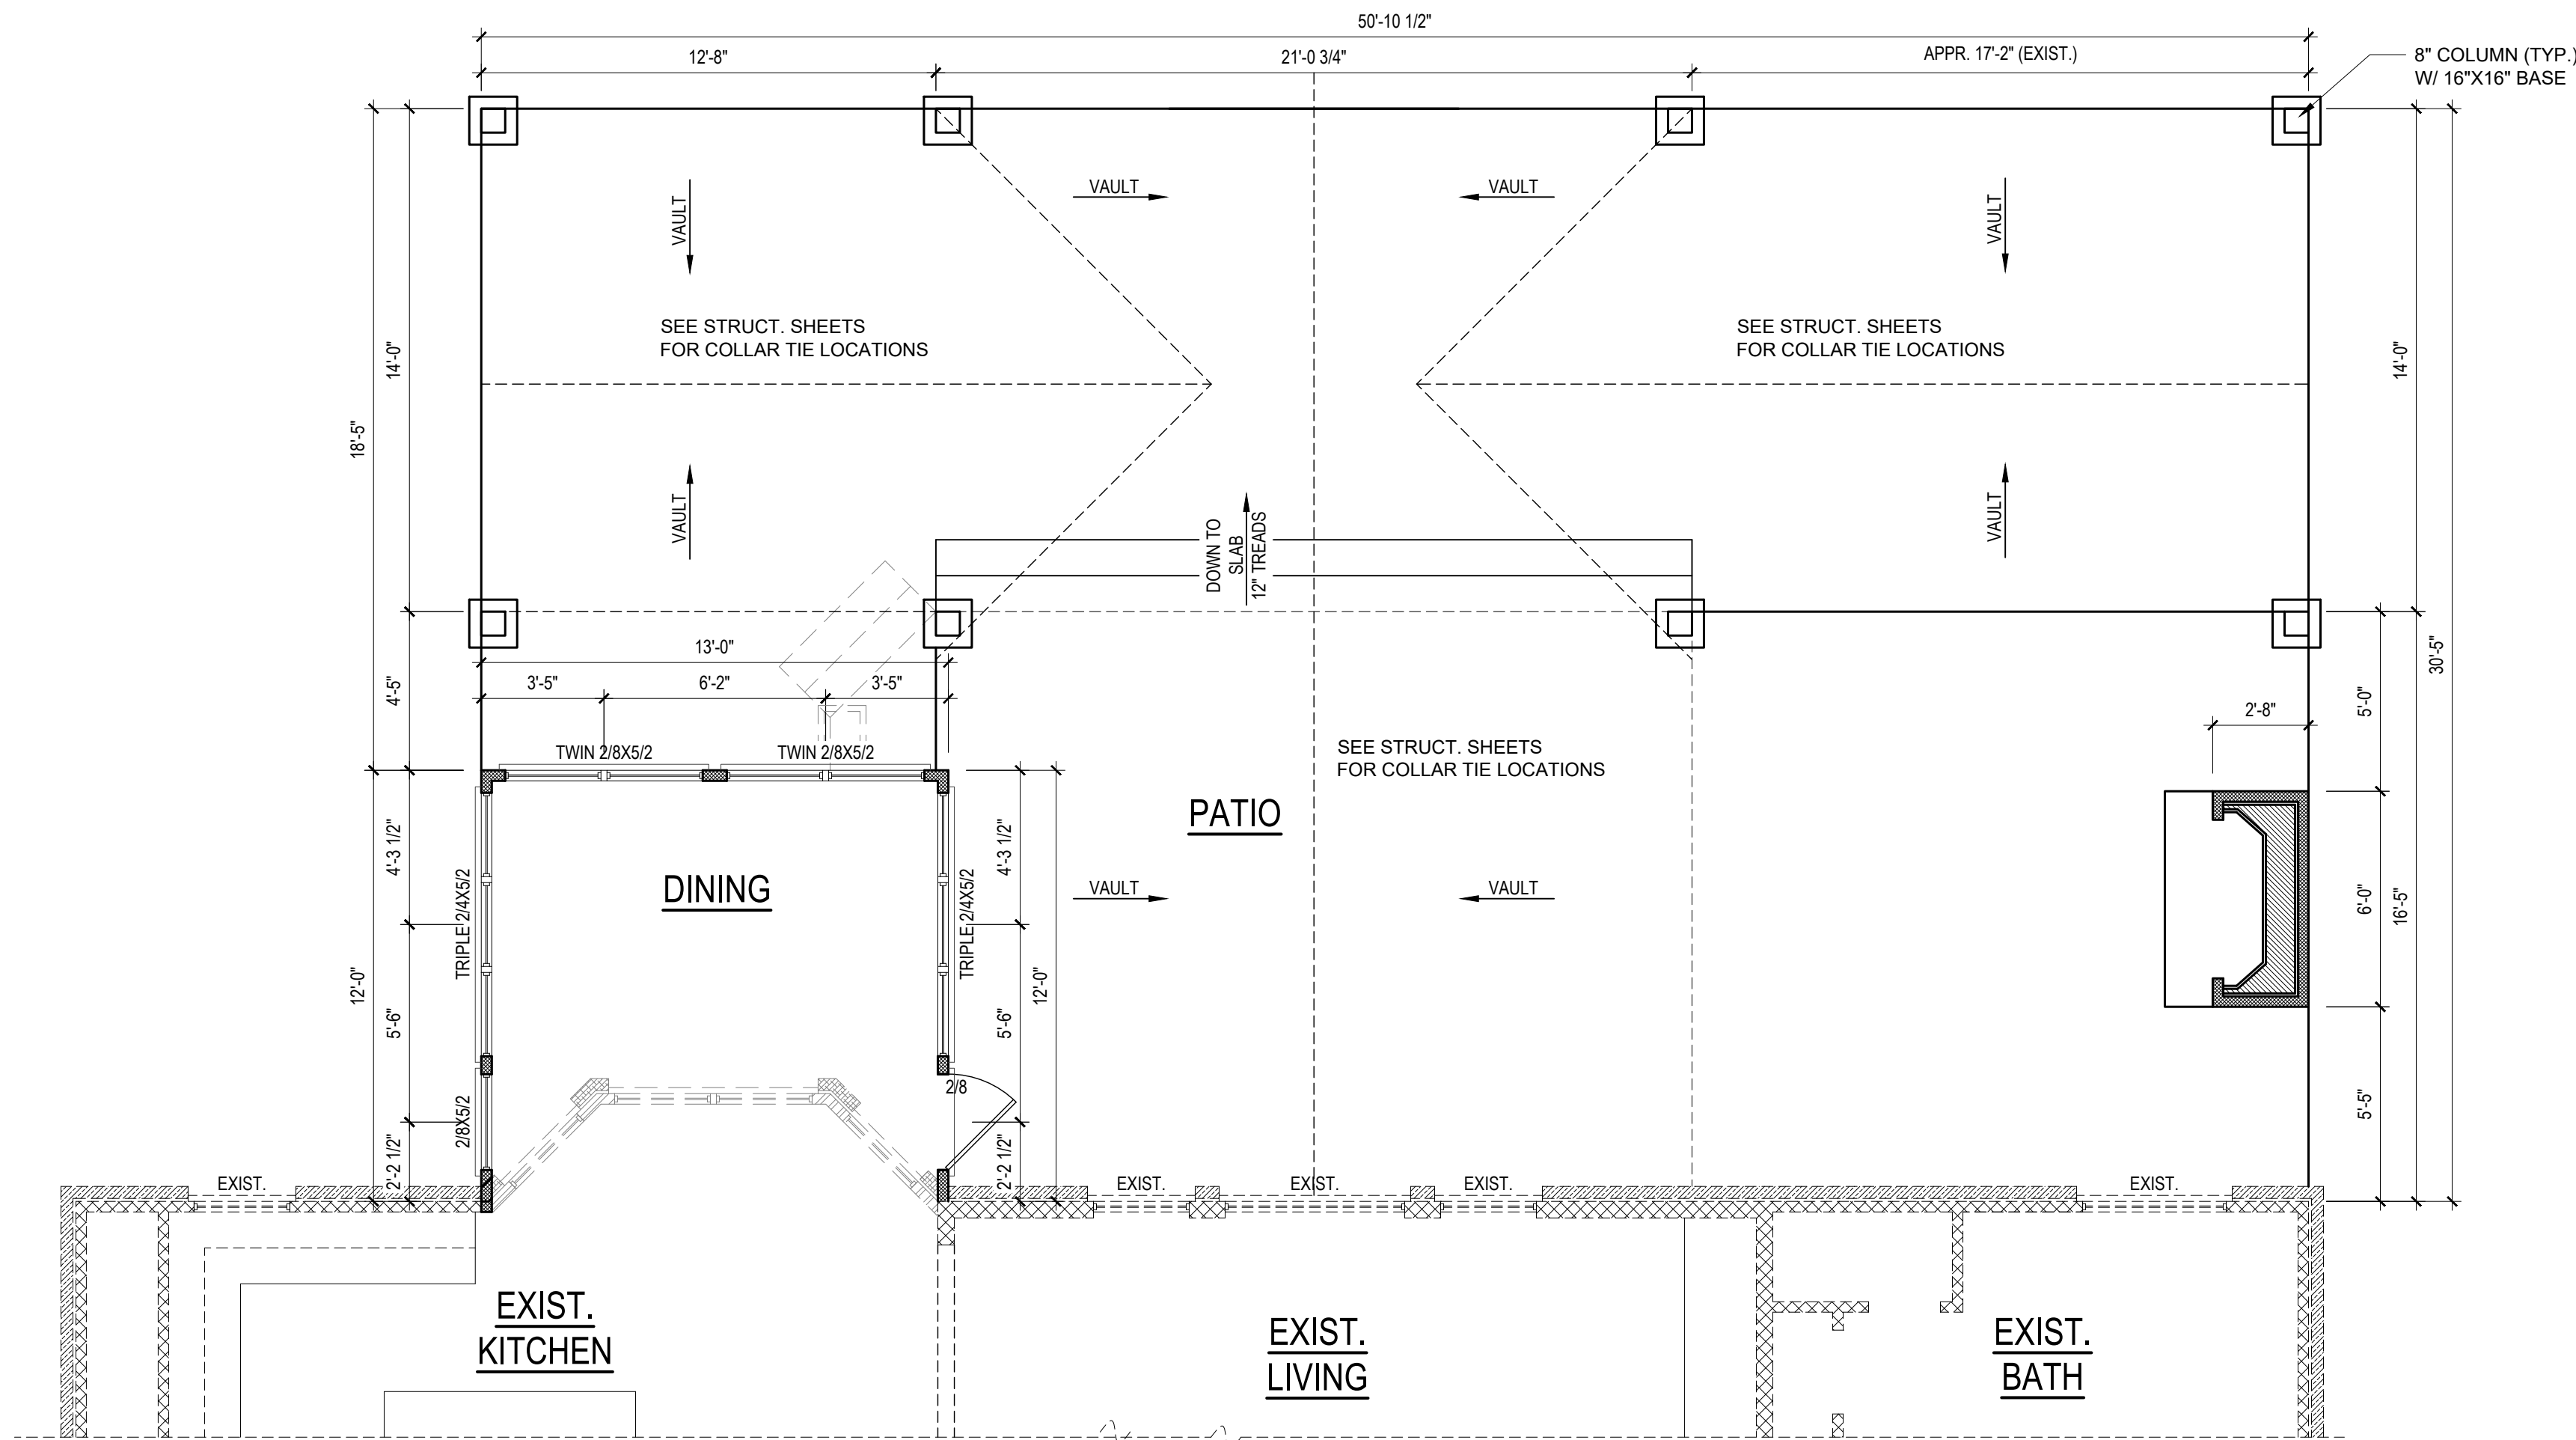 50'-10 1/2"
12'-8"
21'-0 3/4"
APPR. 17'-2" (EXIST.)
8" COLUMN (TYP.)
W/ 16"X16" BASE
VAULT
VAULT
VAULT
VAULT
SEE STRUCT. SHEETS
FOR COLLAR TIE LOCATIONS
SEE STRUCT. SHEETS
FOR COLLAR TIE LOCATIONS
14'-0"
18'-5"
14'-0"
VAULT
VAULT
DOWN TO
SLAB
12" TREADS
30'-5"
13'-0"
3'-5"
6'-2"
3'-5"
4'-5"
5'-0"
2'-8"
TWIN 2/8X5/2
TWIN 2/8X5/2
SEE STRUCT. SHEETS
FOR COLLAR TIE LOCATIONS
PATIO
4'-3 1/2"
4'-3 1/2"
DINING
VAULT
VAULT
TRIPLE 2/4X5/2
TRIPLE 2/4X5/2
6'-0"
16'-5"
12'-0"
12'-0"
5'-6"
5'-6"
2/8
2/8X5/2
5'-5"
2'-2 1/2"
2'-2 1/2"
EXIST.
EXIST.
EXIST.
EXIST.
EXIST.
EXIST.
KITCHEN
EXIST.
LIVING
EXIST.
BATH